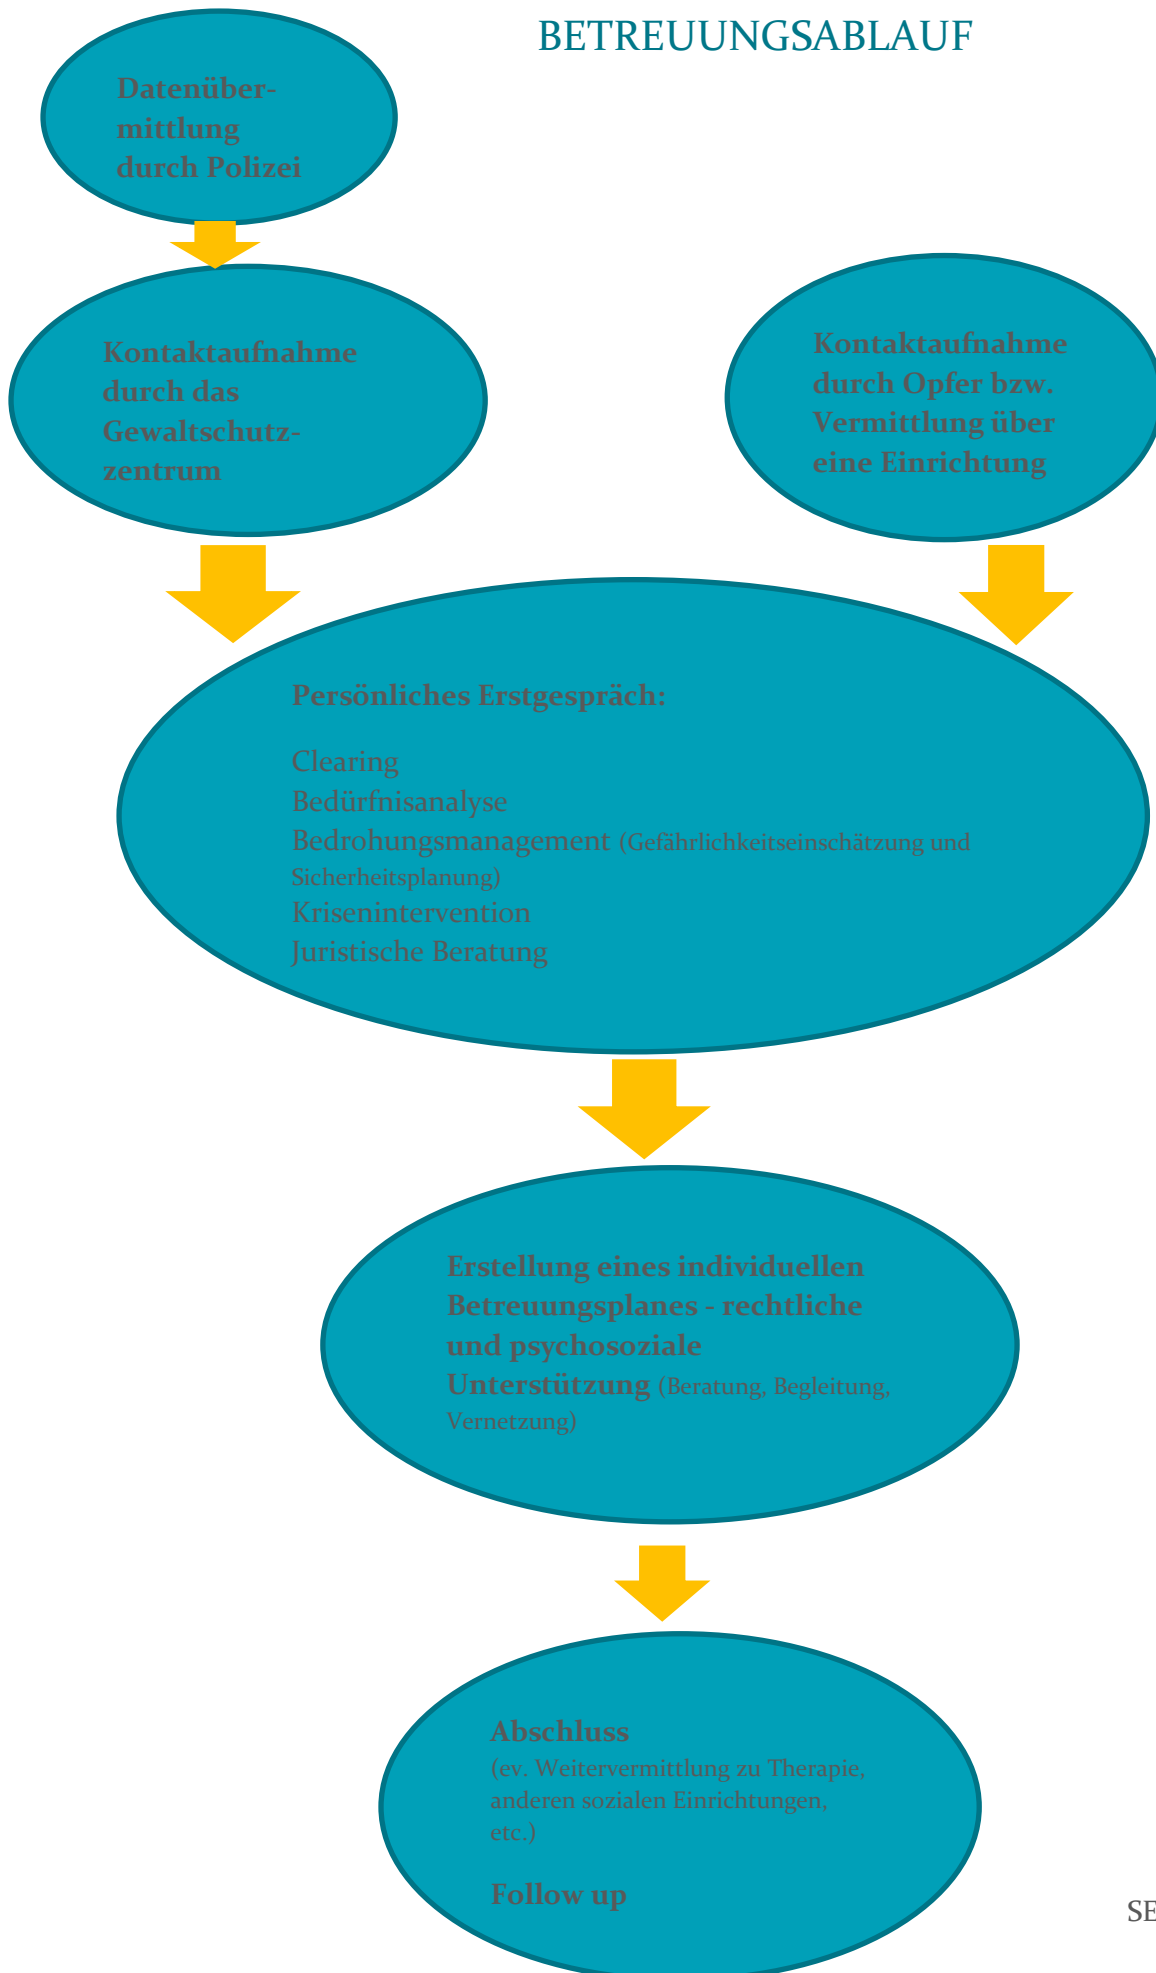 BETREUUNGSABLAUF
Datenüber-
mittlung
durch Polizei
Kontaktaufnahme
durch das
Gewaltschutz-
zentrum
Kontaktaufnahme
durch Opfer bzw.
Vermittlung über
eine Einrichtung
Persönliches Erstgespräch:
Clearing
Bedürfnisanalyse
Bedrohungsmanagement (Gefährlichkeitseinschätzung und
Sicherheitsplanung)
Krisenintervention
Juristische Beratung
Erstellung eines individuellen
Betreuungsplanes - rechtliche
und psychosoziale
Unterstützung (Beratung, Begleitung,
Vernetzung)
Abschluss
(ev. Weitervermittlung zu Therapie,
anderen sozialen Einrichtungen,
etc.)
Follow up
SE